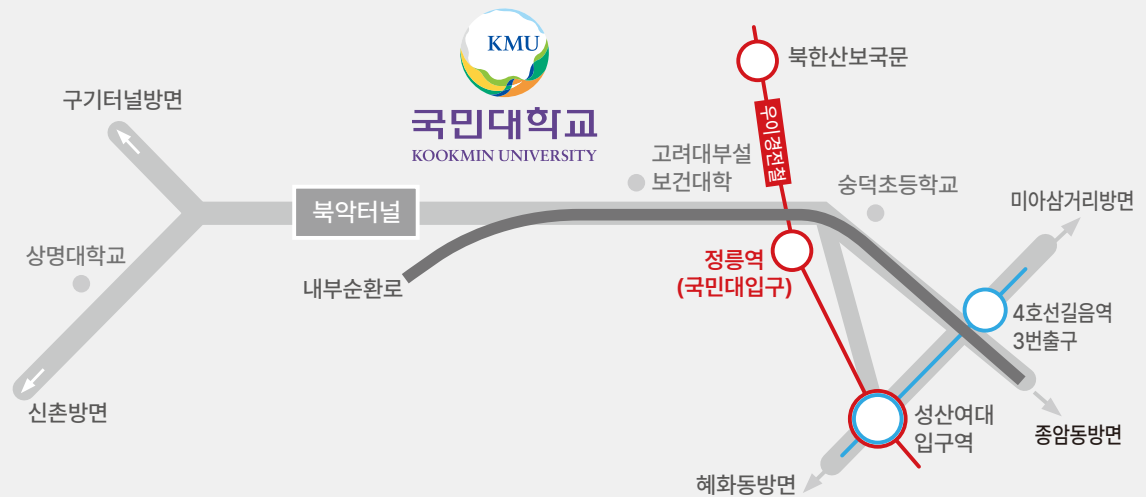 KMU
국민대학교
KOOKMIN UNIVERSITY
북한산보국문
구기터널방면
우이경전철
고려대부설
보건대학
숭덕초등학교
미아삼거리방면
북악터널
상명대학교
내부순환로
정릉역
(국민대입구)
4호선길음역
3번출구
신촌방면
성산여대
입구역
종암동방면
혜화동방면